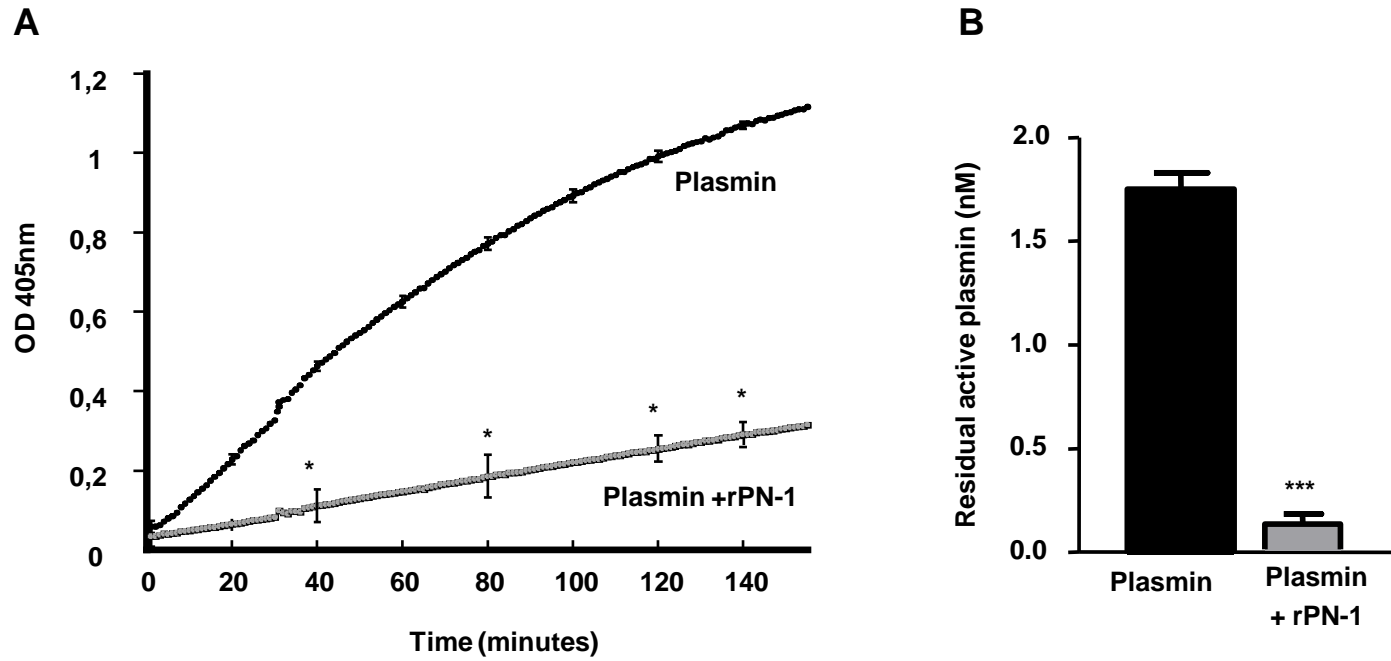 A
1,2
1
0,8
0,6
0,4
0,2
0
OD 405nm
Plasmin
*
*
*
*
Plasmin +rPN-1
0
20
40
60
80
100
120
140
Time (minutes)
B
2.0
1.5
1.0
0.5
0.0
Residual active plasmin (nM)
***
Plasmin
Plasmin
+ rPN-1